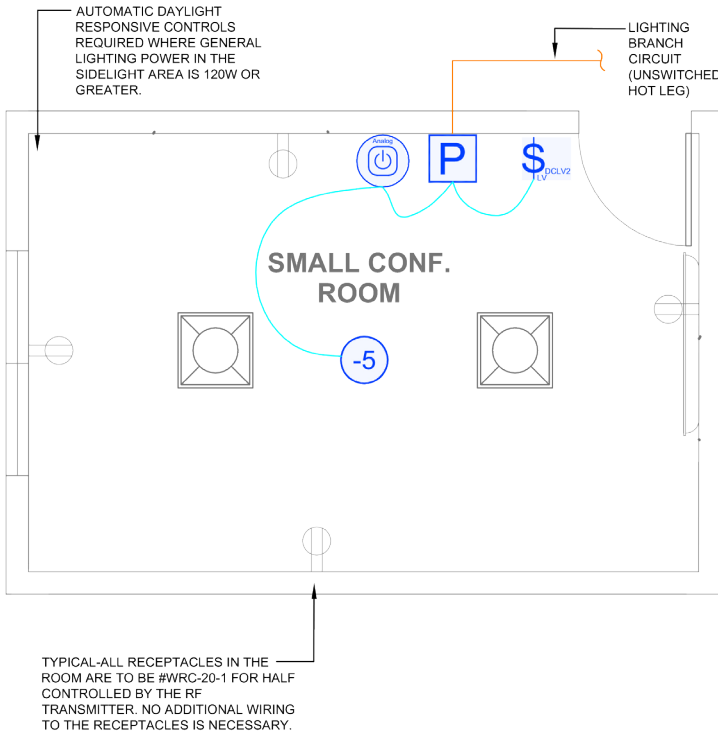 AUTOMATIC DAYLIGHT
RESPONSIVE CONTROLS
REQUIRED WHERE GENERAL
LIGHTING POWER IN THE
SIDELIGHT AREA IS 120W OR
GREATER.
LIGHTING
BRANCH
CIRCUIT
(UNSWITCHED
HOT LEG)
Analog
P
$
DCLV2
LV
SMALL CONF.
ROOM
-5
TYPICAL-ALL RECEPTACLES IN THE
ROOM ARE TO BE #WRC-20-1 FOR HALF
CONTROLLED BY THE RF
TRANSMITTER. NO ADDITIONAL WIRING
TO THE RECEPTACLES IS NECESSARY.